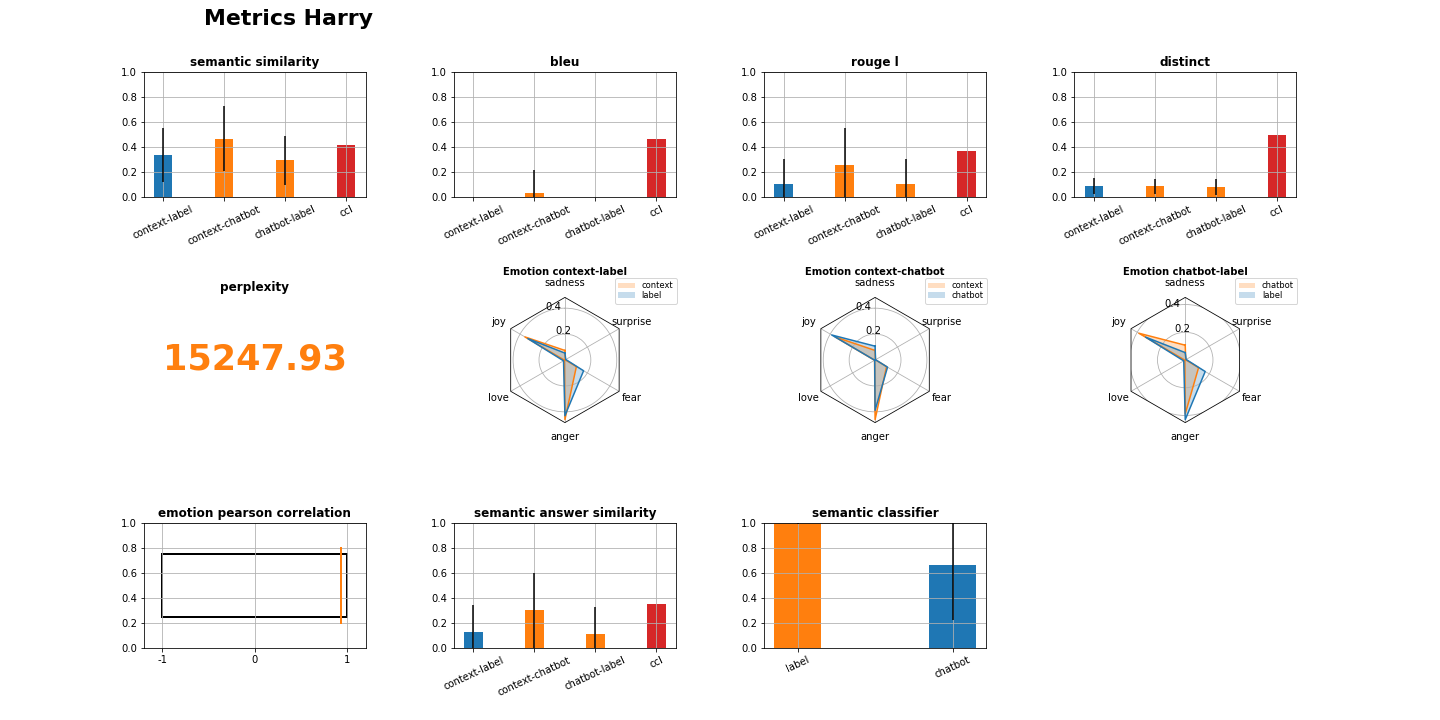 Metrics Harry
semantic similarity
1.0
0.8
0.6
0.4
0.2
0.0
context-label
context-chatbot
chatbot-label
ccl
bleu
1.0
0.8
0.6
0.4
0.2
0.0
context-label
context-chatbot
chatbot-label
ccl
rouge l
1.0
0.8
0.6
0.4
0.2
0.0
context-label
context-chatbot
chatbot-label
ccl
distinct
1.0
0.8
0.6
0.4
0.2
0.0
context-label
context-chatbot
chatbot-label
ccl
perplexity
15247.93
Emotion context-label
sadness
context
label
0.4
0.2
joy
surprise
love
fear
anger
Emotion context-chatbot
sadness
context
chatbot
0.4
0.2
joy
surprise
love
fear
anger
Emotion chatbot-label
sadness
chatbot
label
0.4
0.2
joy
surprise
love
fear
anger
emotion pearson correlation
1.0
0.8
0.6
0.4
0.2
0.0
-1
0
1
semantic answer similarity
1.0
0.8
0.6
0.4
0.2
0.0
context-label
context-chatbot
chatbot-label
ccl
semantic classifier
1.0
0.8
0.6
0.4
0.2
0.0
label
chatbot